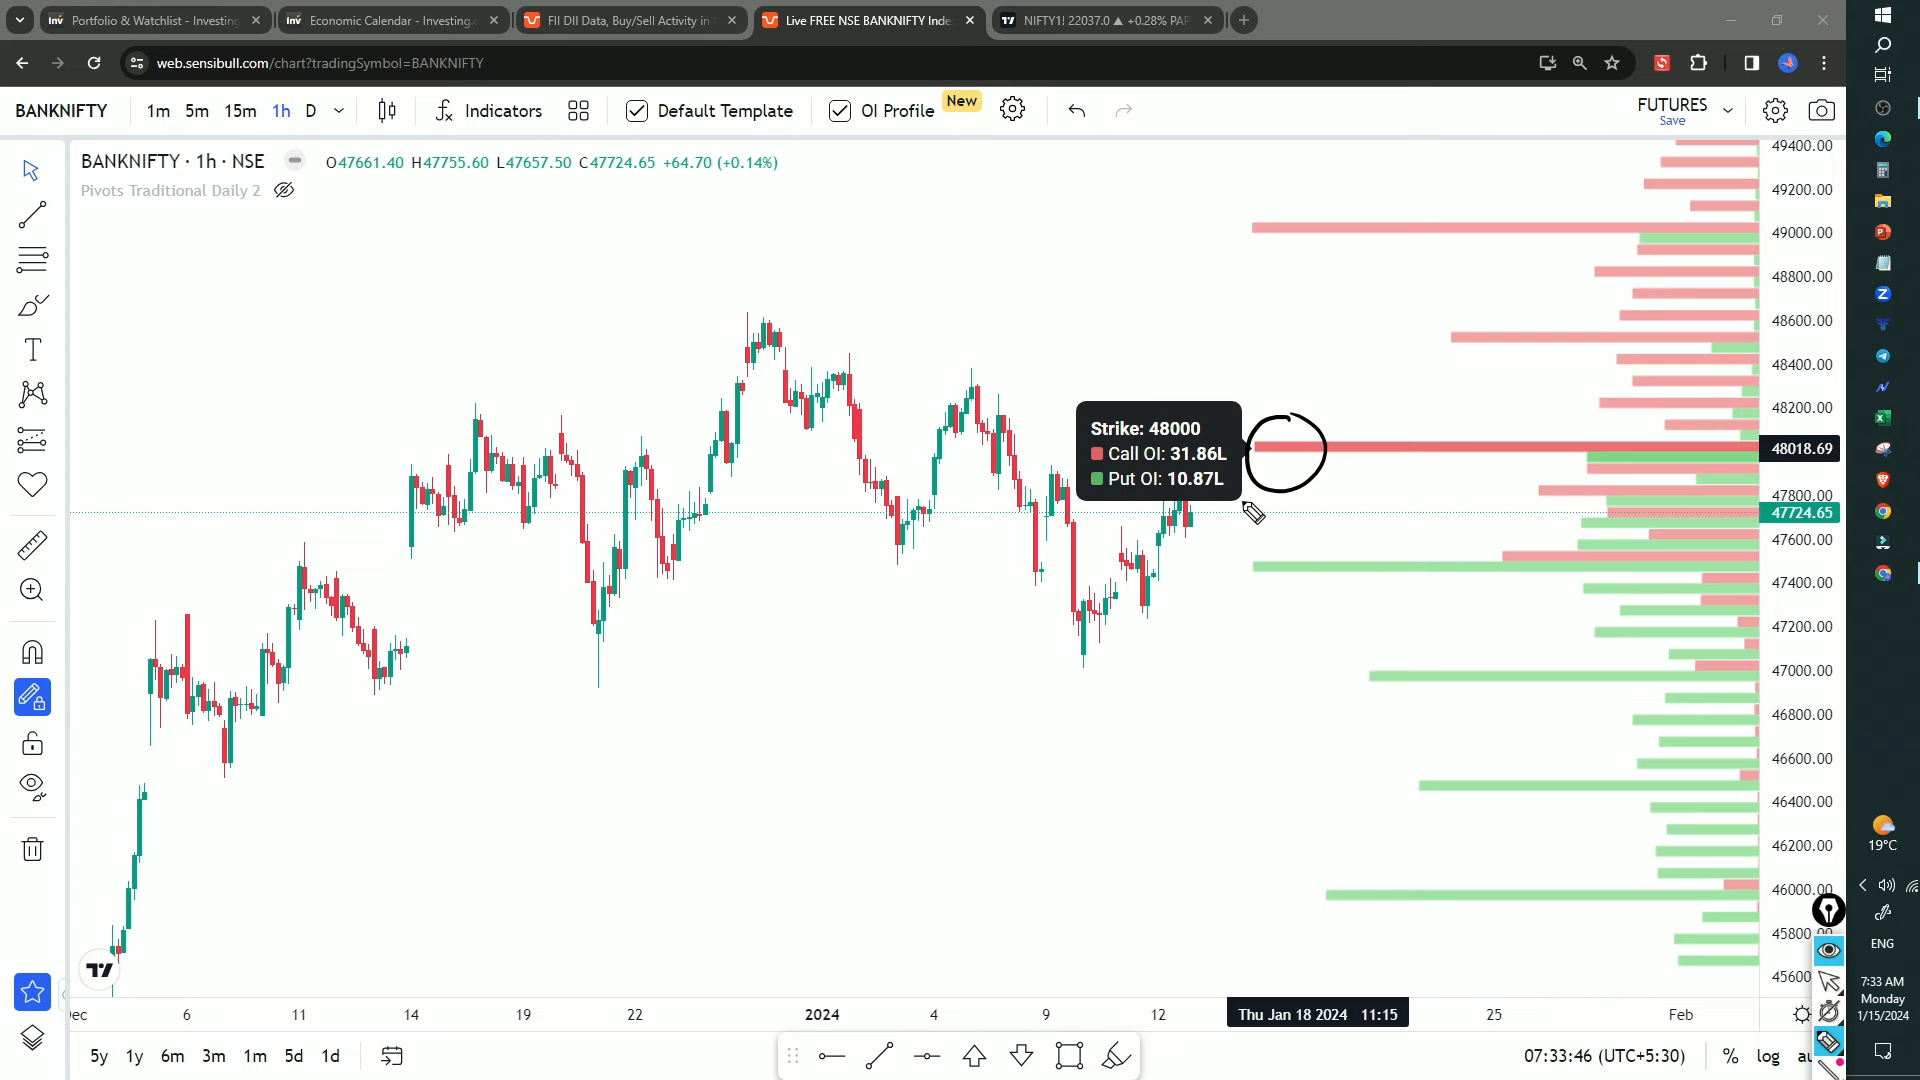 Portfolio & Watchlist - Investing
Economic Calendar - Investing.
FII DII Data, Buy/Sell Activity in
Live FREE NSE BANKNIFTY Inde
NIFTY1! 22037.0 ▲ +0.28% PAP
web.sensibull.com/chart?tradingSymbol=BANKNIFTY
BANKNIFTY 1m 5m 15m 1h D Indicators Default Template OI Profile New FUTURES
Save
BANKNIFTY · 1h · NSE O47661.40 H47755.60 L47657.50 C47724.65 +64.70 (+0.14%)
Pivots Traditional Daily 2
49400.00
49200.00
49000.00
48800.00
48600.00
48400.00
48200.00
48018.69
47800.00
47724.65
47600.00
47400.00
47200.00
47000.00
46800.00
46600.00
46400.00
46200.00
46000.00
45800.
45600
Strike: 48000
Call OI: 31.86L
Put OI: 10.87L
6 11 14 19 22 2024 4 9 12 Thu Jan 18 2024 11:15 25 Feb
5y 1y 6m 3m 1m 5d 1d 07:33:46 (UTC+5:30) % log
19°C
ENG
7:33 AM
Monday
1/15/2024